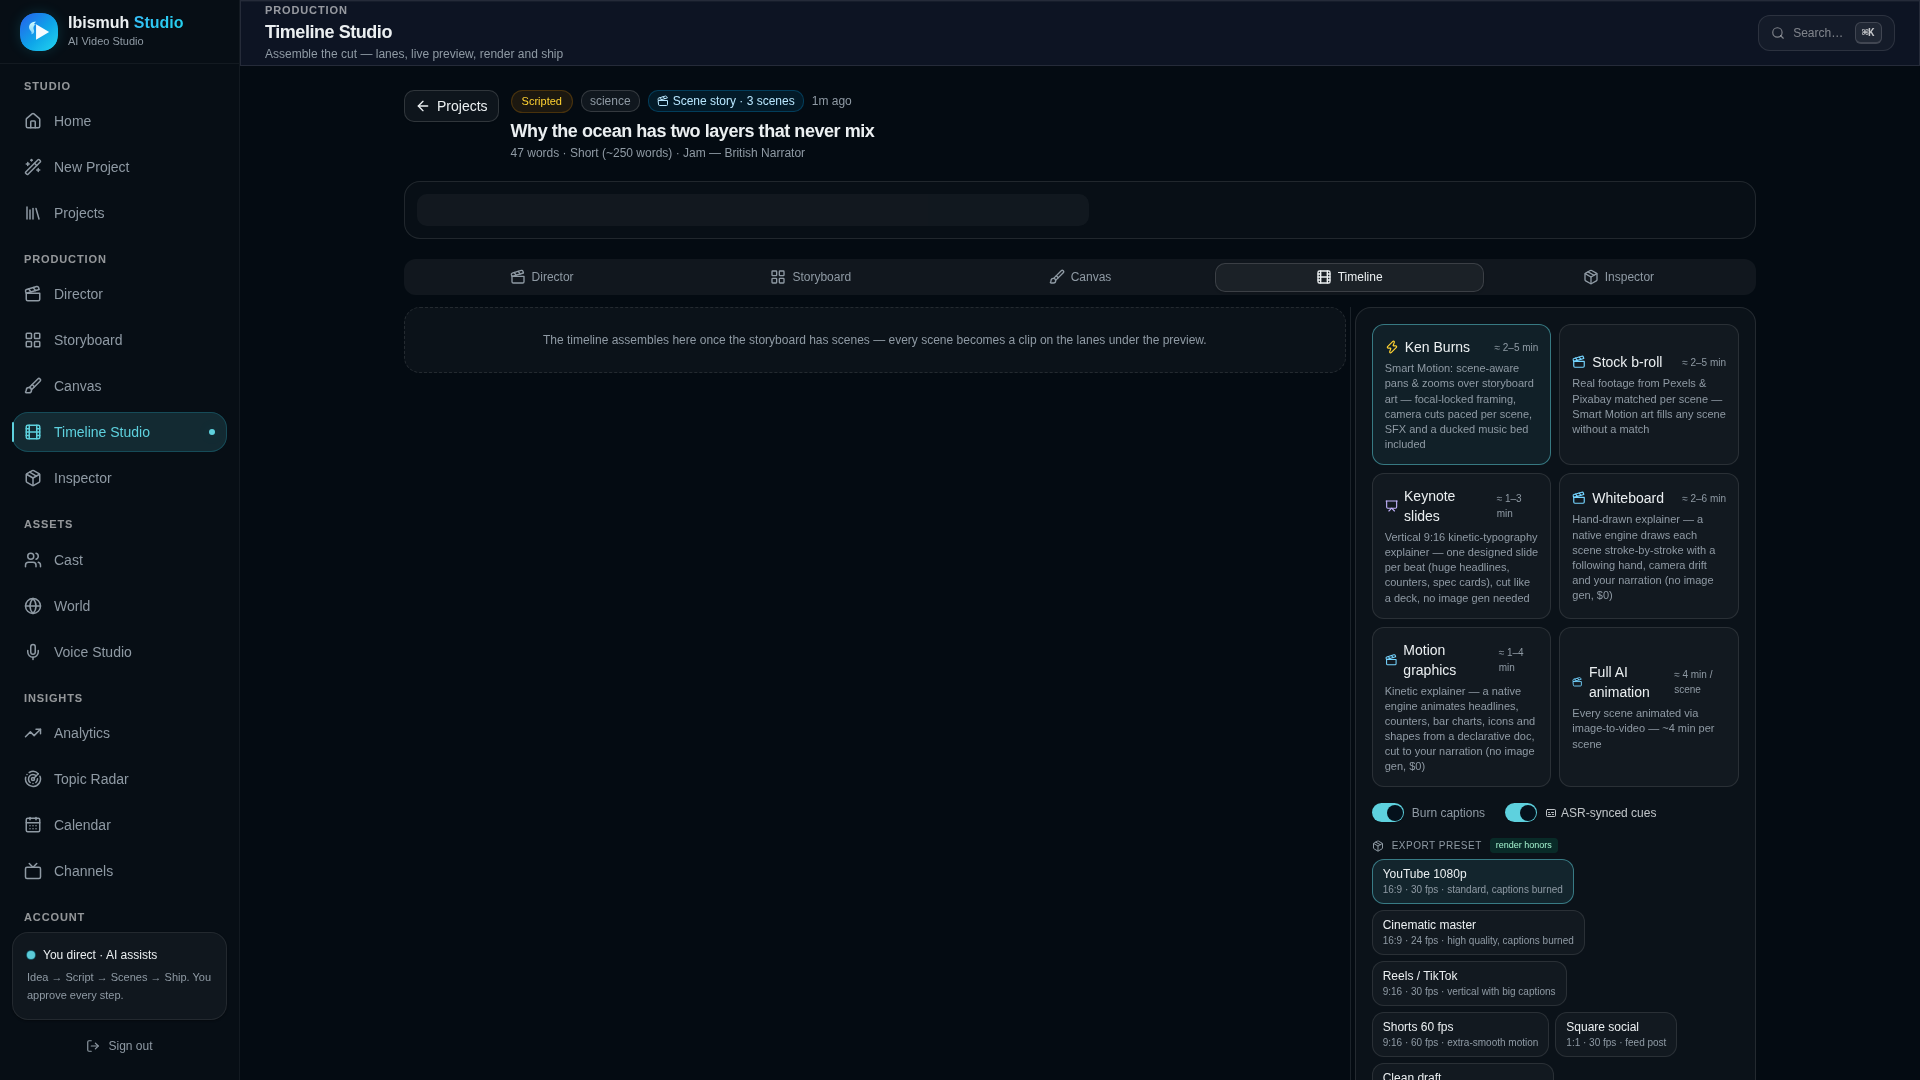 Ibismuh Studio
AI Video Studio
STUDIO
Home
New Project
Projects
PRODUCTION
Director
Storyboard
Canvas
Timeline Studio
Inspector
ASSETS
Cast
World
Voice Studio
INSIGHTS
Analytics
Topic Radar
Calendar
Channels
ACCOUNT
You direct · AI assists
Idea → Script → Scenes → Ship. You
approve every step.
Sign out
PRODUCTION
Timeline Studio
Assemble the cut — lanes, live preview, render and ship
Search…
⌘K
Projects
Scripted
science
Scene story · 3 scenes
1m ago
Why the ocean has two layers that never mix
47 words · Short (~250 words) · Jam — British Narrator
Director
Storyboard
Canvas
Timeline
Inspector
The timeline assembles here once the storyboard has scenes — every scene becomes a clip on the lanes under the preview.
Ken Burns
≈ 2–5 min
Smart Motion: scene-aware
pans & zooms over storyboard
art — focal-locked framing,
camera cuts paced per scene,
SFX and a ducked music bed
included
Stock b-roll
≈ 2–5 min
Real footage from Pexels &
Pixabay matched per scene —
Smart Motion art fills any scene
without a match
Keynote
slides
≈ 1–3
min
Vertical 9:16 kinetic-typography
explainer — one designed slide
per beat (huge headlines,
counters, spec cards), cut like
a deck, no image gen needed
Whiteboard
≈ 2–6 min
Hand-drawn explainer — a
native engine draws each
scene stroke-by-stroke with a
following hand, camera drift
and your narration (no image
gen, $0)
Motion
graphics
≈ 1–4
min
Kinetic explainer — a native
engine animates headlines,
counters, bar charts, icons and
shapes from a declarative doc,
cut to your narration (no image
gen, $0)
Full AI
animation
≈ 4 min /
scene
Every scene animated via
image-to-video — ~4 min per
scene
Burn captions
ASR-synced cues
EXPORT PRESET
render honors
YouTube 1080p
16:9 · 30 fps · standard, captions burned
Cinematic master
16:9 · 24 fps · high quality, captions burned
Reels / TikTok
9:16 · 30 fps · vertical with big captions
Shorts 60 fps
9:16 · 60 fps · extra-smooth motion
Square social
1:1 · 30 fps · feed post
Clean draft